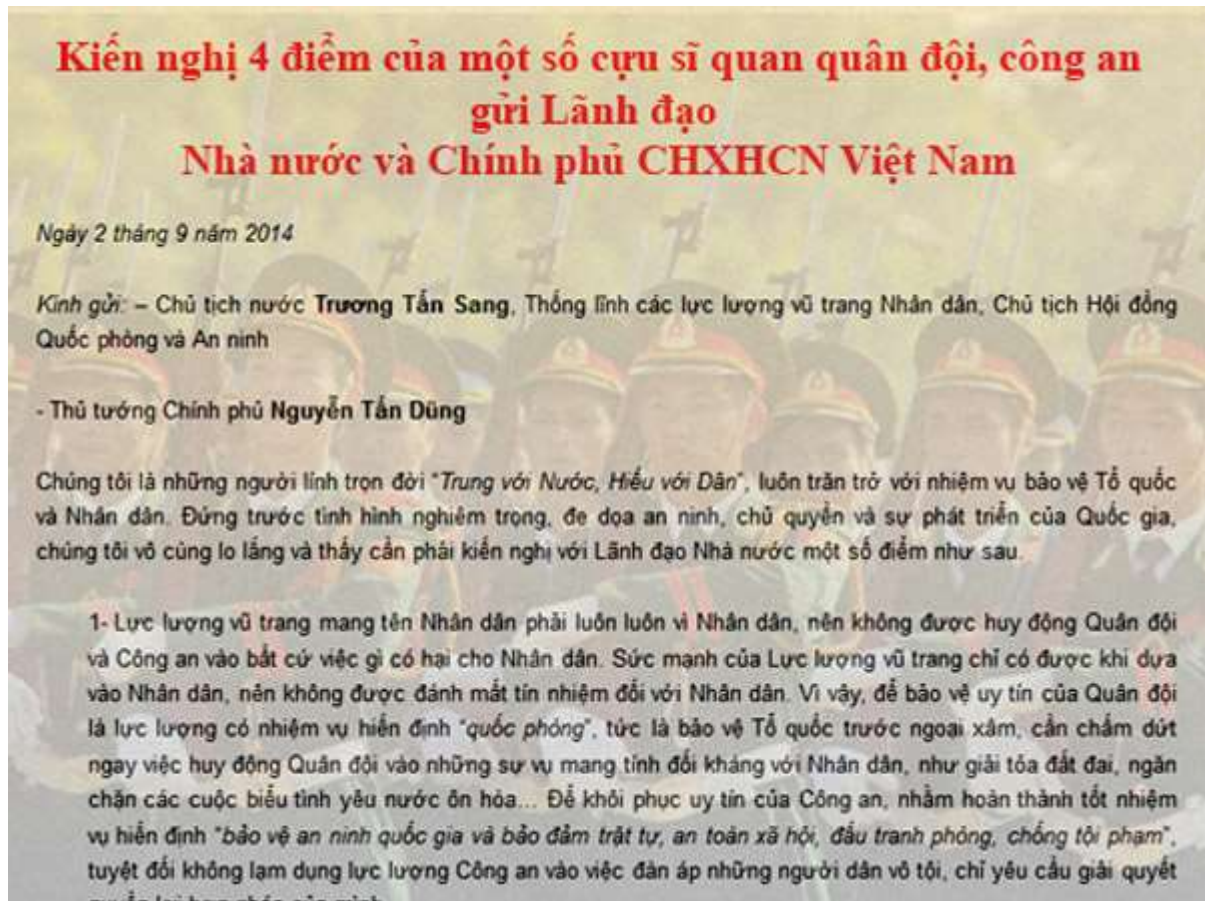 Kiến nghị 4 điểm của một số cựu sĩ quan quân đội, công an
gửi Lãnh đạo
Nhà nước và Chính phủ CHXHCN Việt Nam
Ngày 2 tháng 9 năm 2014
Kính gửi: – Chủ tịch nước Trương Tấn Sang, Thống lĩnh các lực lượng vũ trang Nhân dân, Chủ tịch Hội đồng
Quốc phòng và An ninh
- Thủ tướng Chính phủ Nguyễn Tấn Dũng
Chúng tôi là những người lính trọn đời "Trung với Nước, Hiếu với Dân", luôn trăn trở với nhiệm vụ bảo vệ Tổ quốc
và Nhân dân. Đứng trước tình hình nghiêm trọng, đe dọa an ninh, chủ quyền và sự phát triển của Quốc gia,
chúng tôi vô cùng lo lắng và thấy cần phải kiến nghị với Lãnh đạo Nhà nước một số điểm như sau.
1- Lực lượng vũ trang mang tên Nhân dân phải luôn luôn vì Nhân dân, nên không được huy động Quân đội
và Công an vào bất cứ việc gì có hại cho Nhân dân. Sức mạnh của Lực lượng vũ trang chỉ có được khi dựa
vào Nhân dân, nên không được đánh mất tín nhiệm đối với Nhân dân. Vì vậy, để bảo vệ uy tín của Quân đội
là lực lượng có nhiệm vụ hiến định "quốc phòng", tức là bảo vệ Tổ quốc trước ngoại xâm, cần chấm dứt
ngay việc huy động Quân đội vào những sự vụ mang tính đối kháng với Nhân dân, như giải tỏa đất đai, ngăn
chặn các cuộc biểu tình yêu nước ôn hòa... Để khôi phục uy tín của Công an, nhằm hoàn thành tốt nhiệm
vụ hiến định "bảo vệ an ninh quốc gia và bảo đảm trật tự, an toàn xã hội, đấu tranh phòng, chống tội phạm",
tuyệt đối không lạm dụng lực lượng Công an vào việc đàn áp những người dân vô tội, chỉ yêu cầu giải quyết